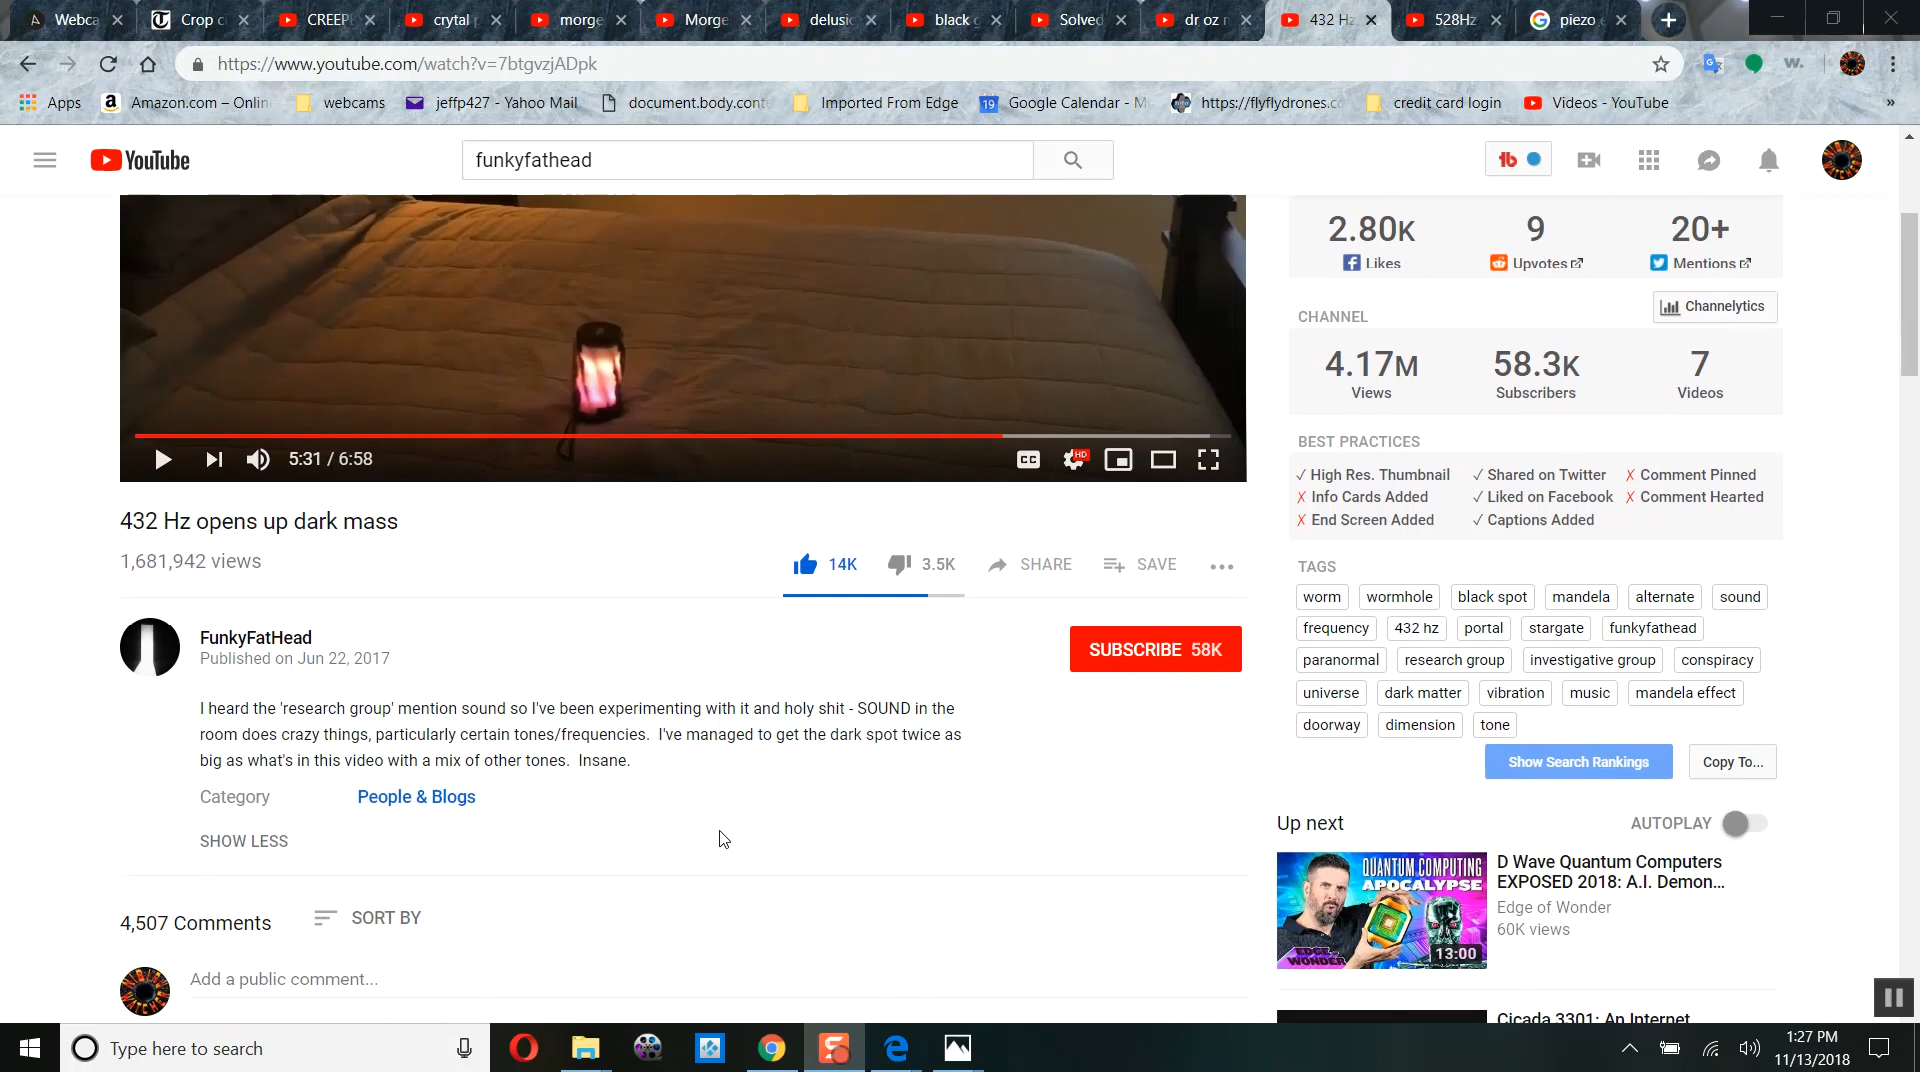 Webca
Crop ci
CREEPI
crytal p
morge
Morge
delusio
black g
Solved
dr oz m
432 Hz
528Hz
piezo e
https://www.youtube.com/watch?v=7btgvzjADpk
Apps
Amazon.com – Onlin
webcams
jeffp427 - Yahoo Mail
document.body.conte
Imported From Edge
Google Calendar - M
https://flyflydrones.co
credit card login
Videos - YouTube
»
YouTube
funkyfathead
tb
2.80K
9
20+
Likes
Upvotes
Mentions
CHANNEL
Channelytics
4.17M
58.3K
7
Views
Subscribers
Videos
BEST PRACTICES
✓ High Res. Thumbnail ✓ Shared on Twitter ✗ Comment Pinned
✗ Info Cards Added ✓ Liked on Facebook ✗ Comment Hearted
✗ End Screen Added ✓ Captions Added
5:31 / 6:58
CC
HD
432 Hz opens up dark mass
1,681,942 views
14K
3.5K
SHARE
SAVE
FunkyFatHead
Published on Jun 22, 2017
SUBSCRIBE 58K
I heard the 'research group' mention sound so I've been experimenting with it and holy shit - SOUND in the
room does crazy things, particularly certain tones/frequencies. I've managed to get the dark spot twice as
big as what's in this video with a mix of other tones. Insane.
Category People & Blogs
SHOW LESS
4,507 Comments
SORT BY
Add a public comment...
TAGS
worm wormhole black spot mandela alternate sound
frequency 432 hz portal stargate funkyfathead
paranormal research group investigative group conspiracy
universe dark matter vibration music mandela effect
doorway dimension tone
Show Search Rankings
Copy To...
Up next
AUTOPLAY
QUANTUM COMPUTING
APOCALYPSE
EDGE OF
WONDER
13:00
D Wave Quantum Computers
EXPOSED 2018: A.I. Demon...
Edge of Wonder
60K views
Cicada 3301: An Internet
Type here to search
1:27 PM
11/13/2018